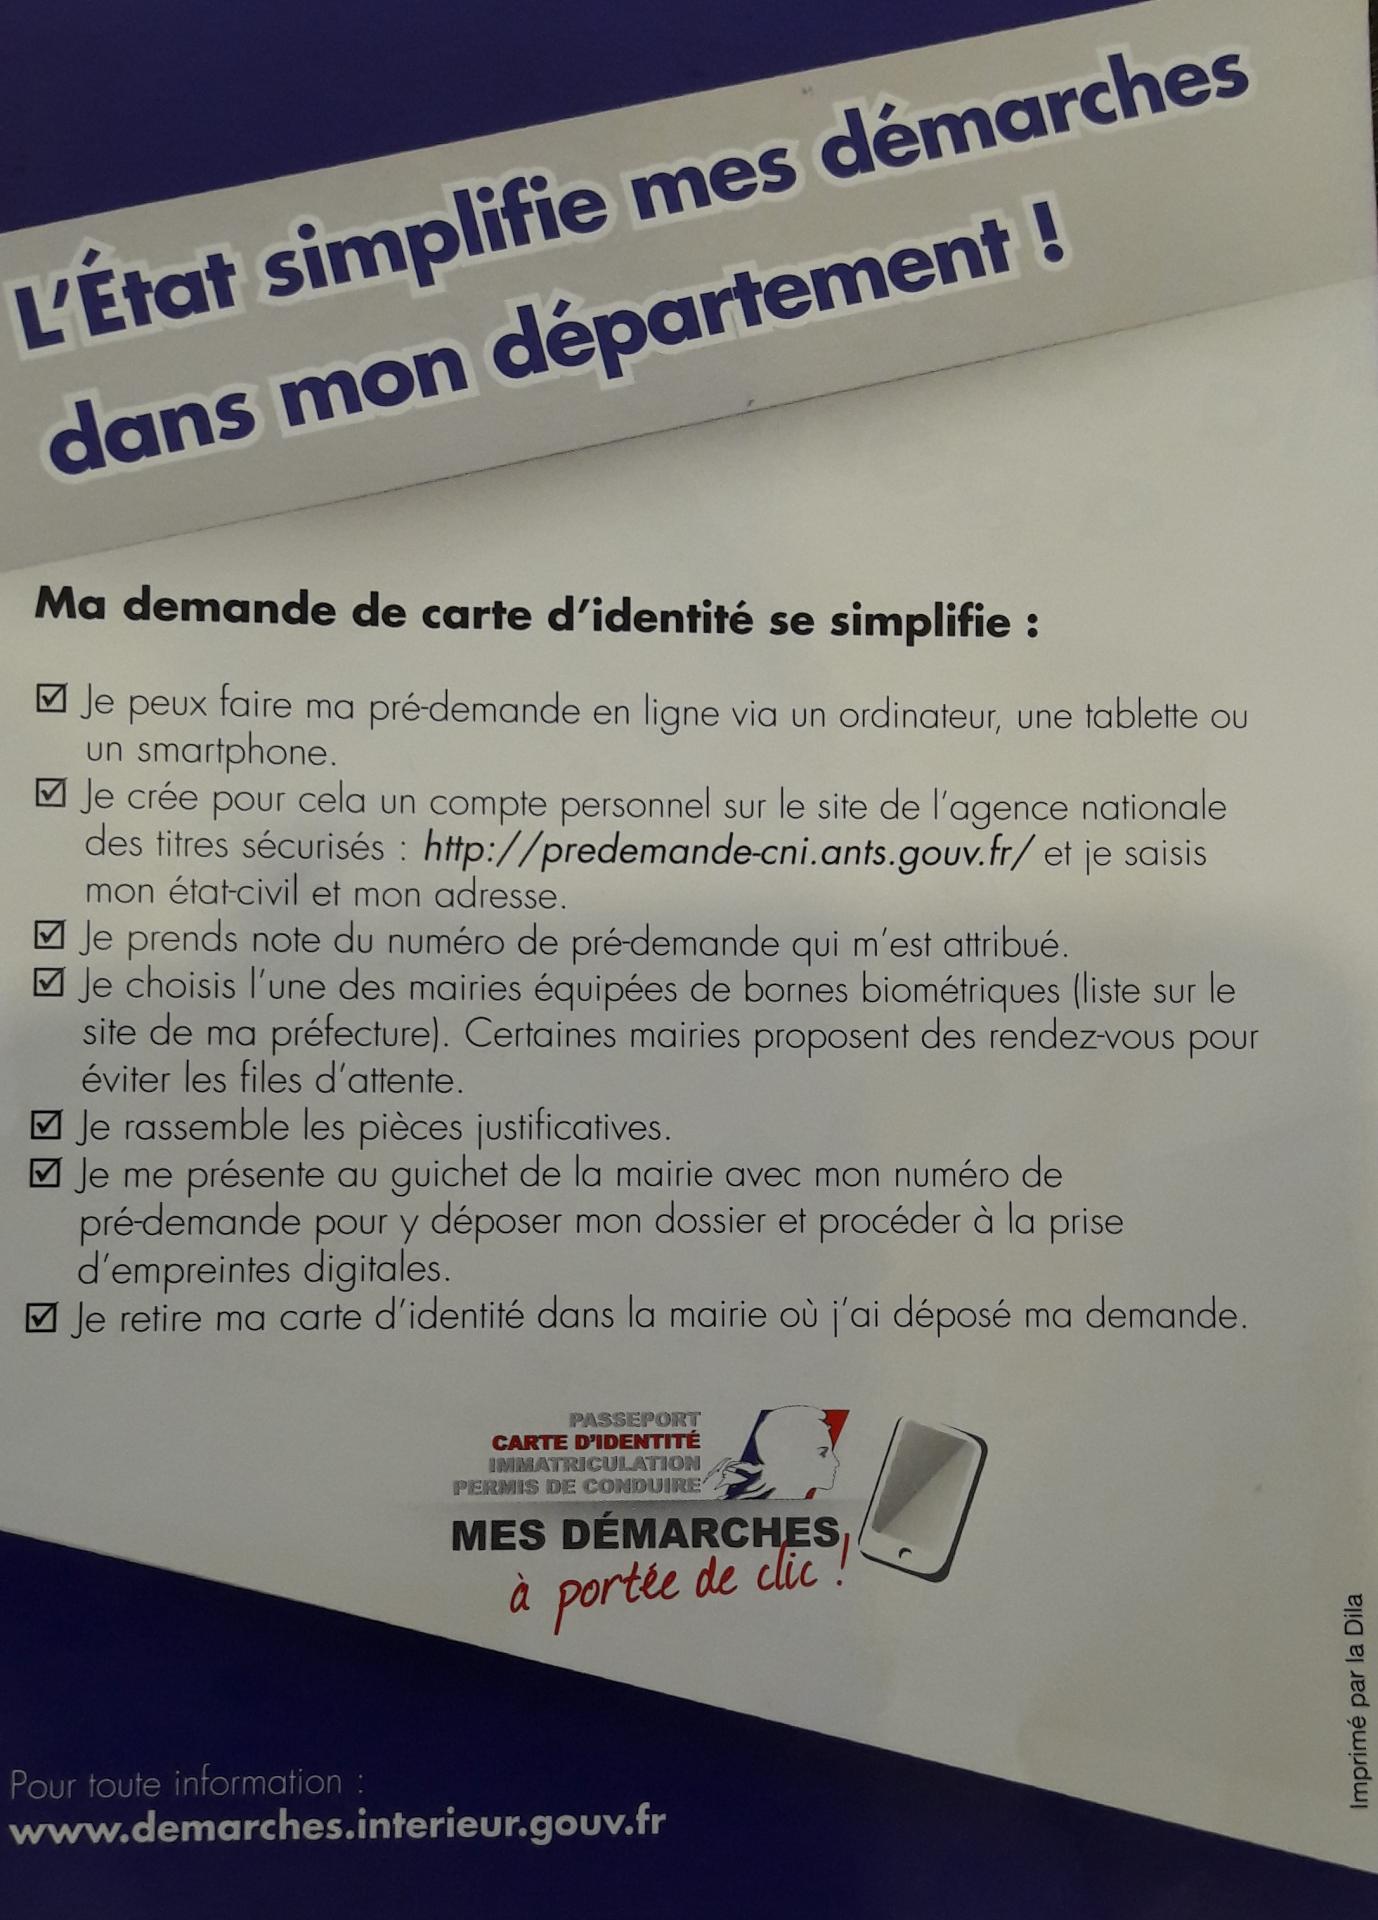 L'État simplifie mes démarches
dans mon département !
Ma demande de carte d'identité se simplifie :
☑ Je peux faire ma pré-demande en ligne via un ordinateur, une tablette ou
un smartphone.
☑ Je crée pour cela un compte personnel sur le site de l'agence nationale
des titres sécurisés : http://predemande-cni.ants.gouv.fr/ et je saisis
mon état-civil et mon adresse.
☑ Je prends note du numéro de pré-demande qui m'est attribué.
☑ Je choisis l'une des mairies équipées de bornes biométriques (liste sur le
site de ma préfecture). Certaines mairies proposent des rendez-vous pour
éviter les files d'attente.
☑ Je rassemble les pièces justificatives.
☑ Je me présente au guichet de la mairie avec mon numéro de
pré-demande pour y déposer mon dossier et procéder à la prise
d'empreintes digitales.
☑ Je retire ma carte d'identité dans la mairie où j'ai déposé ma demande.
PASSEPORT
CARTE D'IDENTITÉ
IMMATRICULATION
PERMIS DE CONDUIRE
MES DÉMARCHES
à portée de clic !
Imprimé par la Dila
Pour toute information :
www.demarches.interieur.gouv.fr